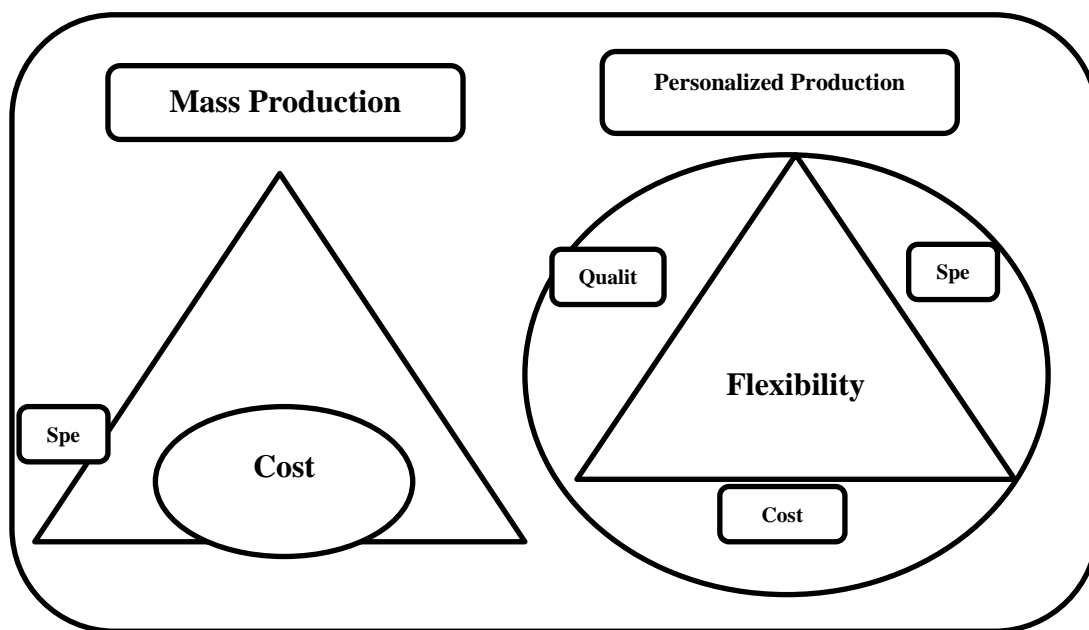 Mass Production
Personalized Production
Qualit
Spe
Flexibility
Spe
Cost
Cost